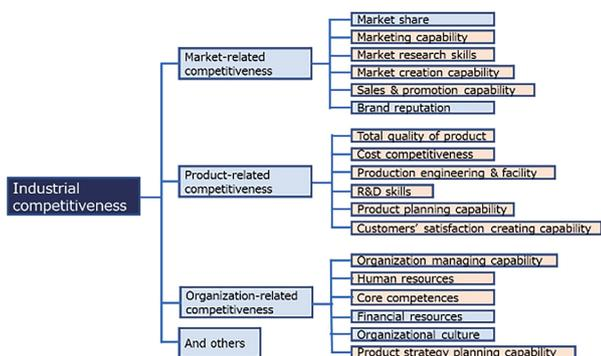 Industrial
competitiveness
Market-related
competitiveness
Market share
Marketing capability
Market research skills
Market creation capability
Sales & promotion capability
Brand reputation
Product-related
competitiveness
Total quality of product
Cost competitiveness
Production engineering & facility
R&D skills
Product planning capability
Customers' satisfaction creating capability
Organization-related
competitiveness
Organization managing capability
Human resources
Core competences
Financial resources
Organizational culture
Product strategy planning capability
And others